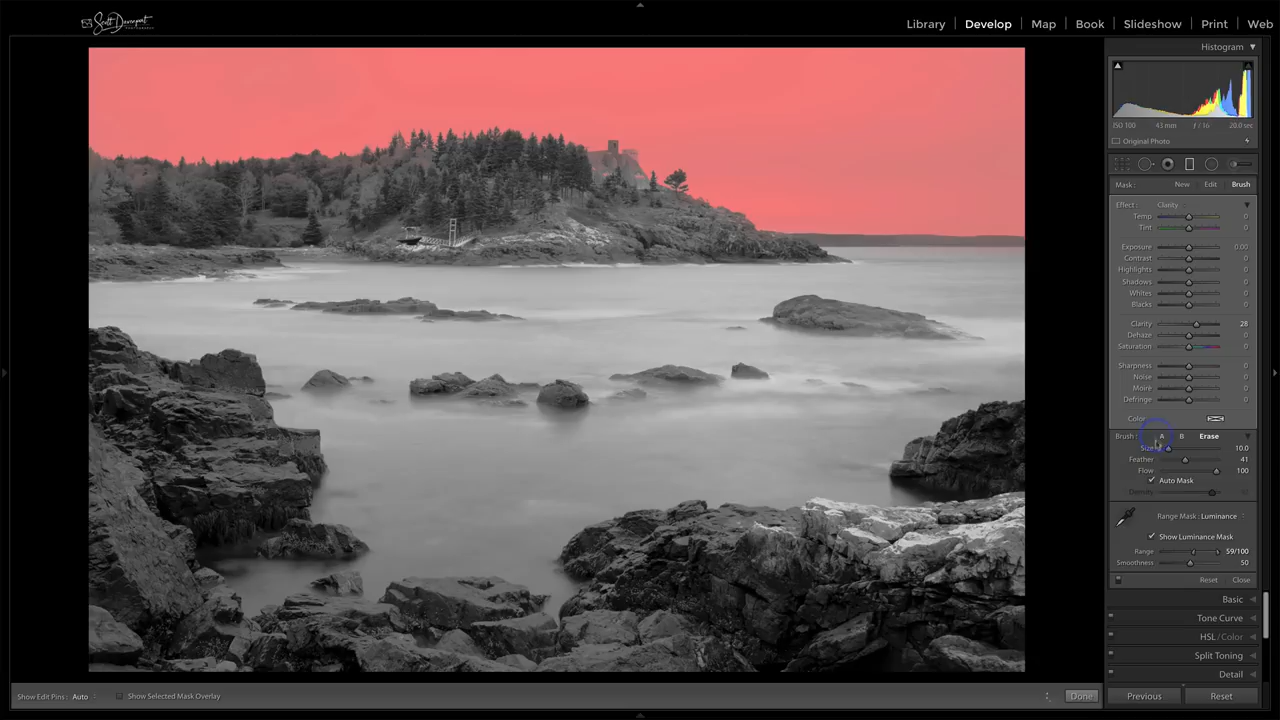 Scott Davenport
PHOTOGRAPHY
Library | Develop | Map | Book | Slideshow | Print | Web
Histogram
ISO 100 43 mm f / 16 20.0 sec
Original Photo
Mask : New Edit Brush
Effect : Clarity
Temp 0
Tint 0
Exposure 0.00
Contrast 0
Highlights 0
Shadows 0
Whites 0
Blacks 0
Clarity 28
Dehaze 0
Saturation 0
Sharpness 0
Noise 0
Moiré 0
Defringe 0
Color
Brush : A B Erase
Size 10.0
Feather 41
Flow 100
Auto Mask
Density
Range Mask : Luminance
Show Luminance Mask
Range 59/100
Smoothness 50
Reset Close
Basic
Tone Curve
HSL / Color
Split Toning
Detail
Show Edit Pins : Auto Show Selected Mask Overlay Done Previous Reset